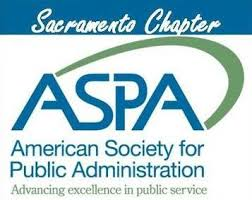 Sacramento Chapter
ASPA
American Society for
Public Administration
Advancing excellence in public service